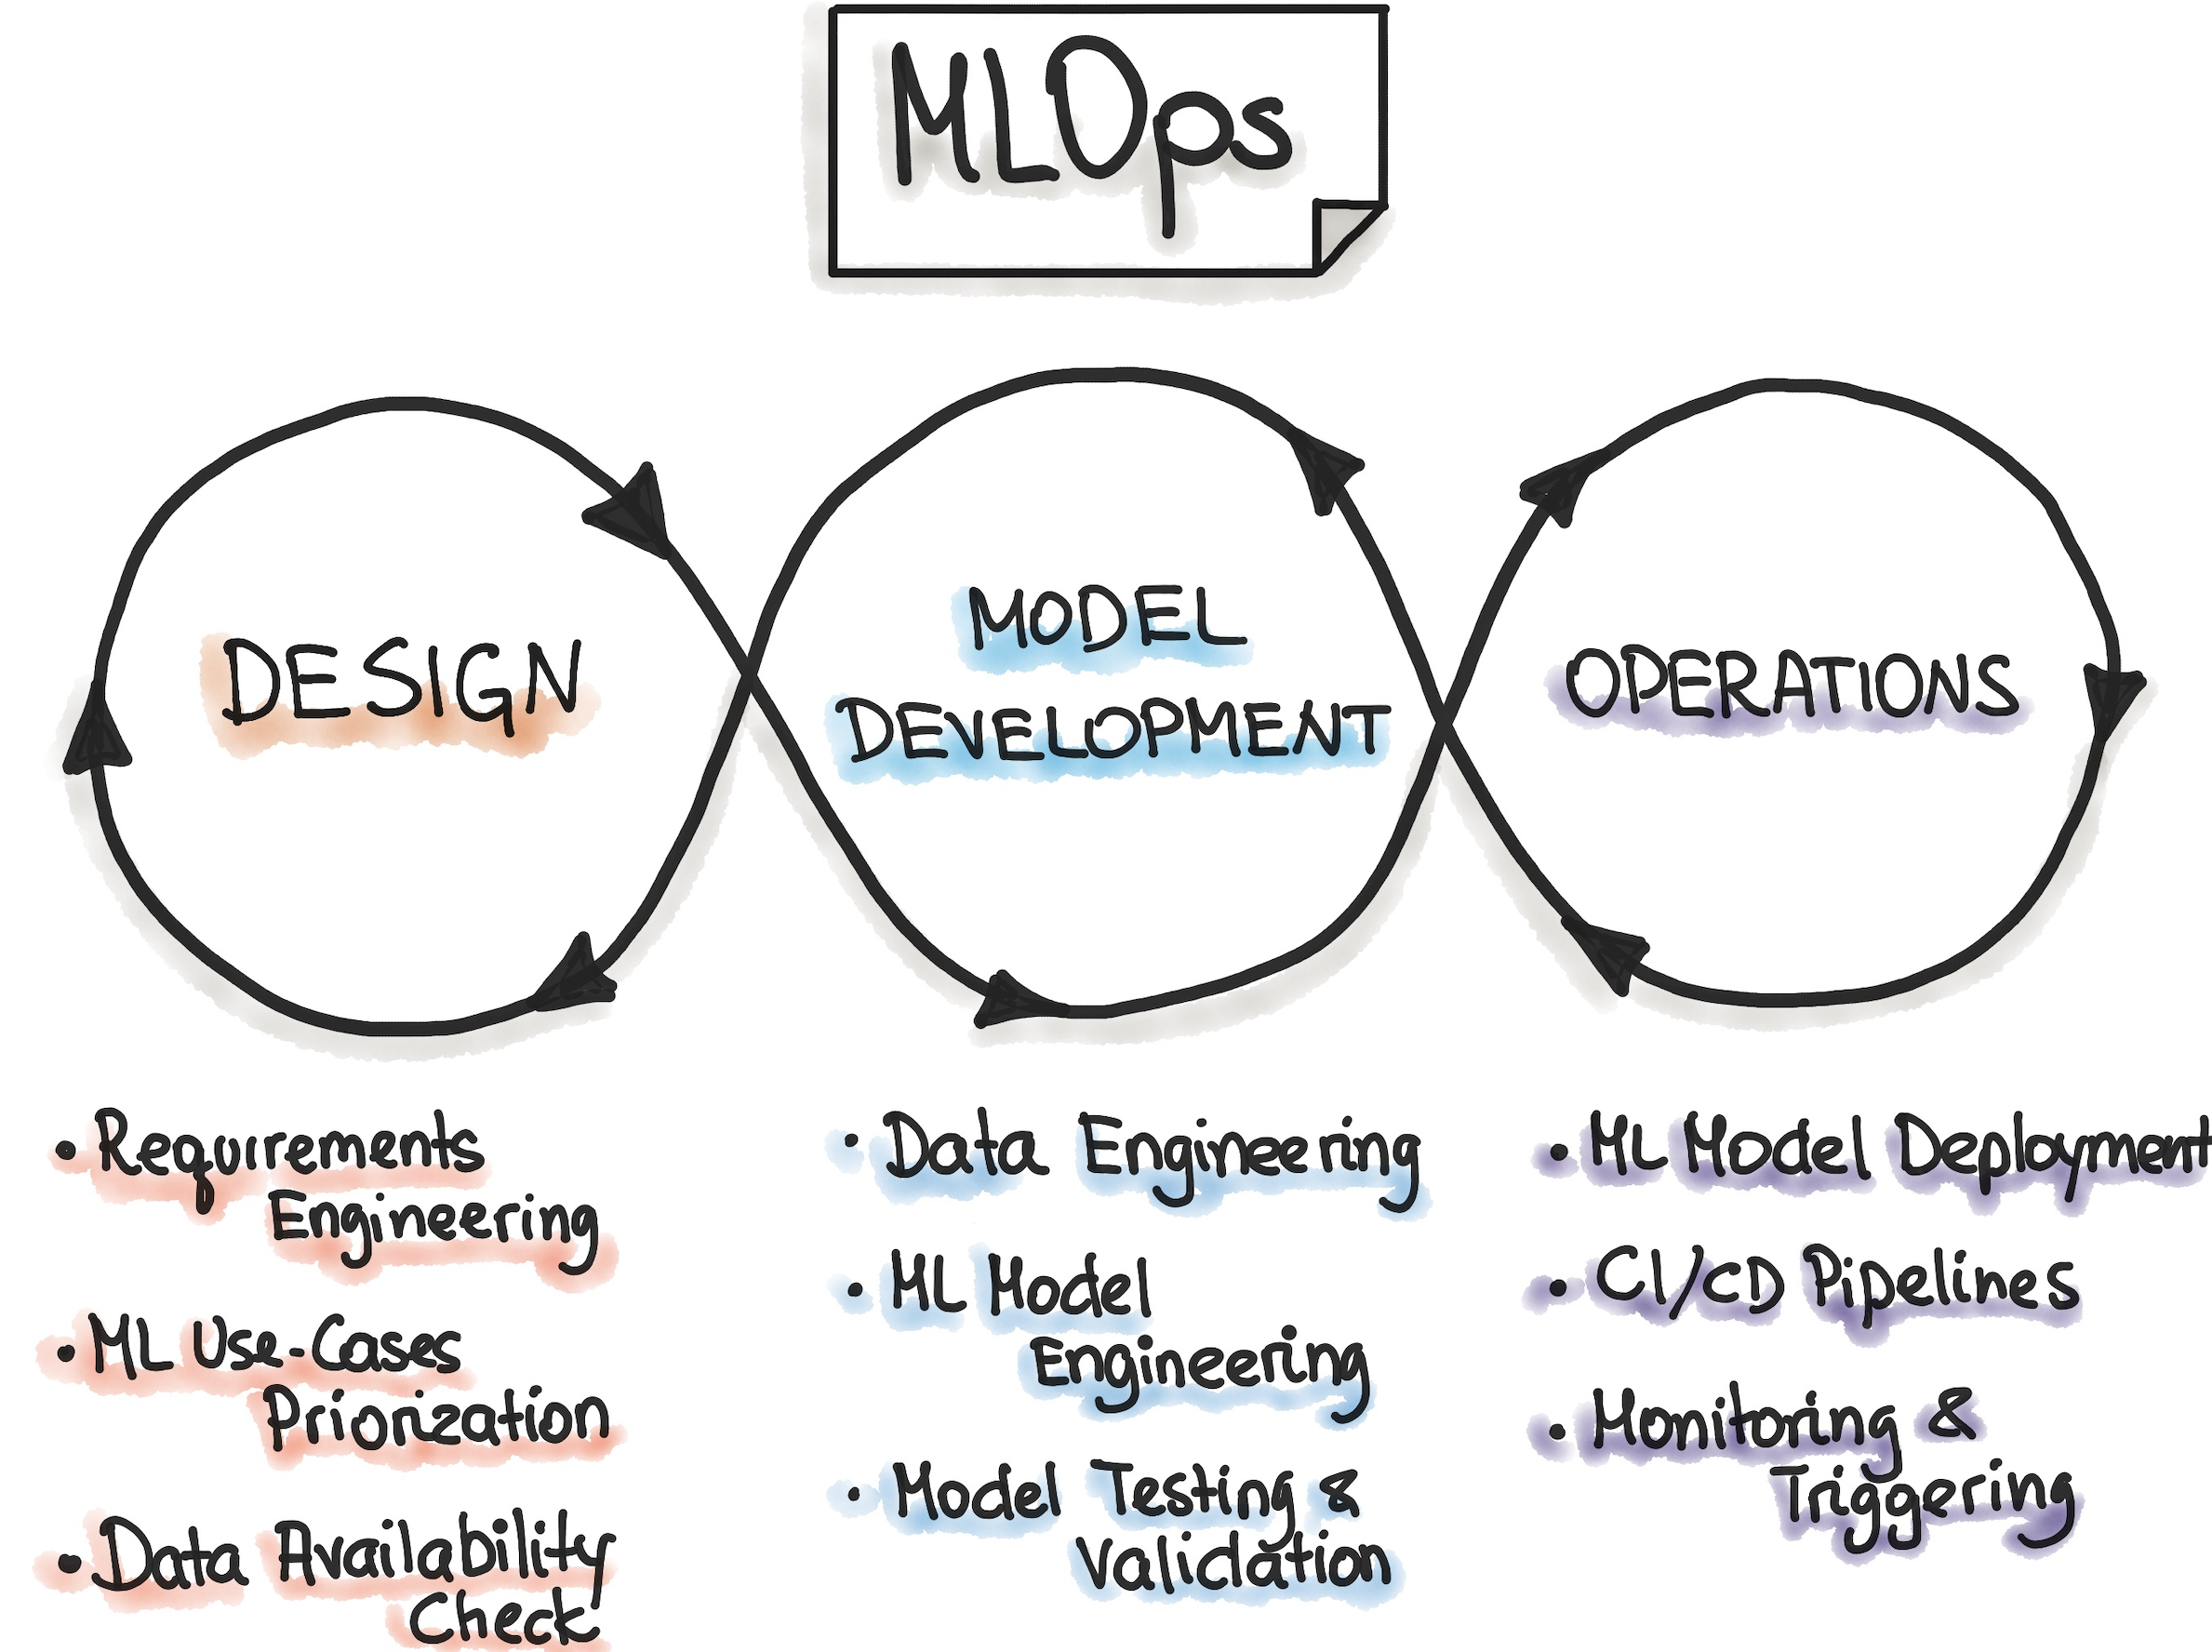 MLOps
DESIGN
MODEL
DEVELOPMENT
OPERATIONS
• Requirements
Engineering
• ML Use-Cases
Priorization
• Data Availability
Check
• Data Engineering
• ML Model
Engineering
• Model Testing &
Validation
• ML Model Deployment
• CI/CD Pipelines
• Monitoring &
Triggering